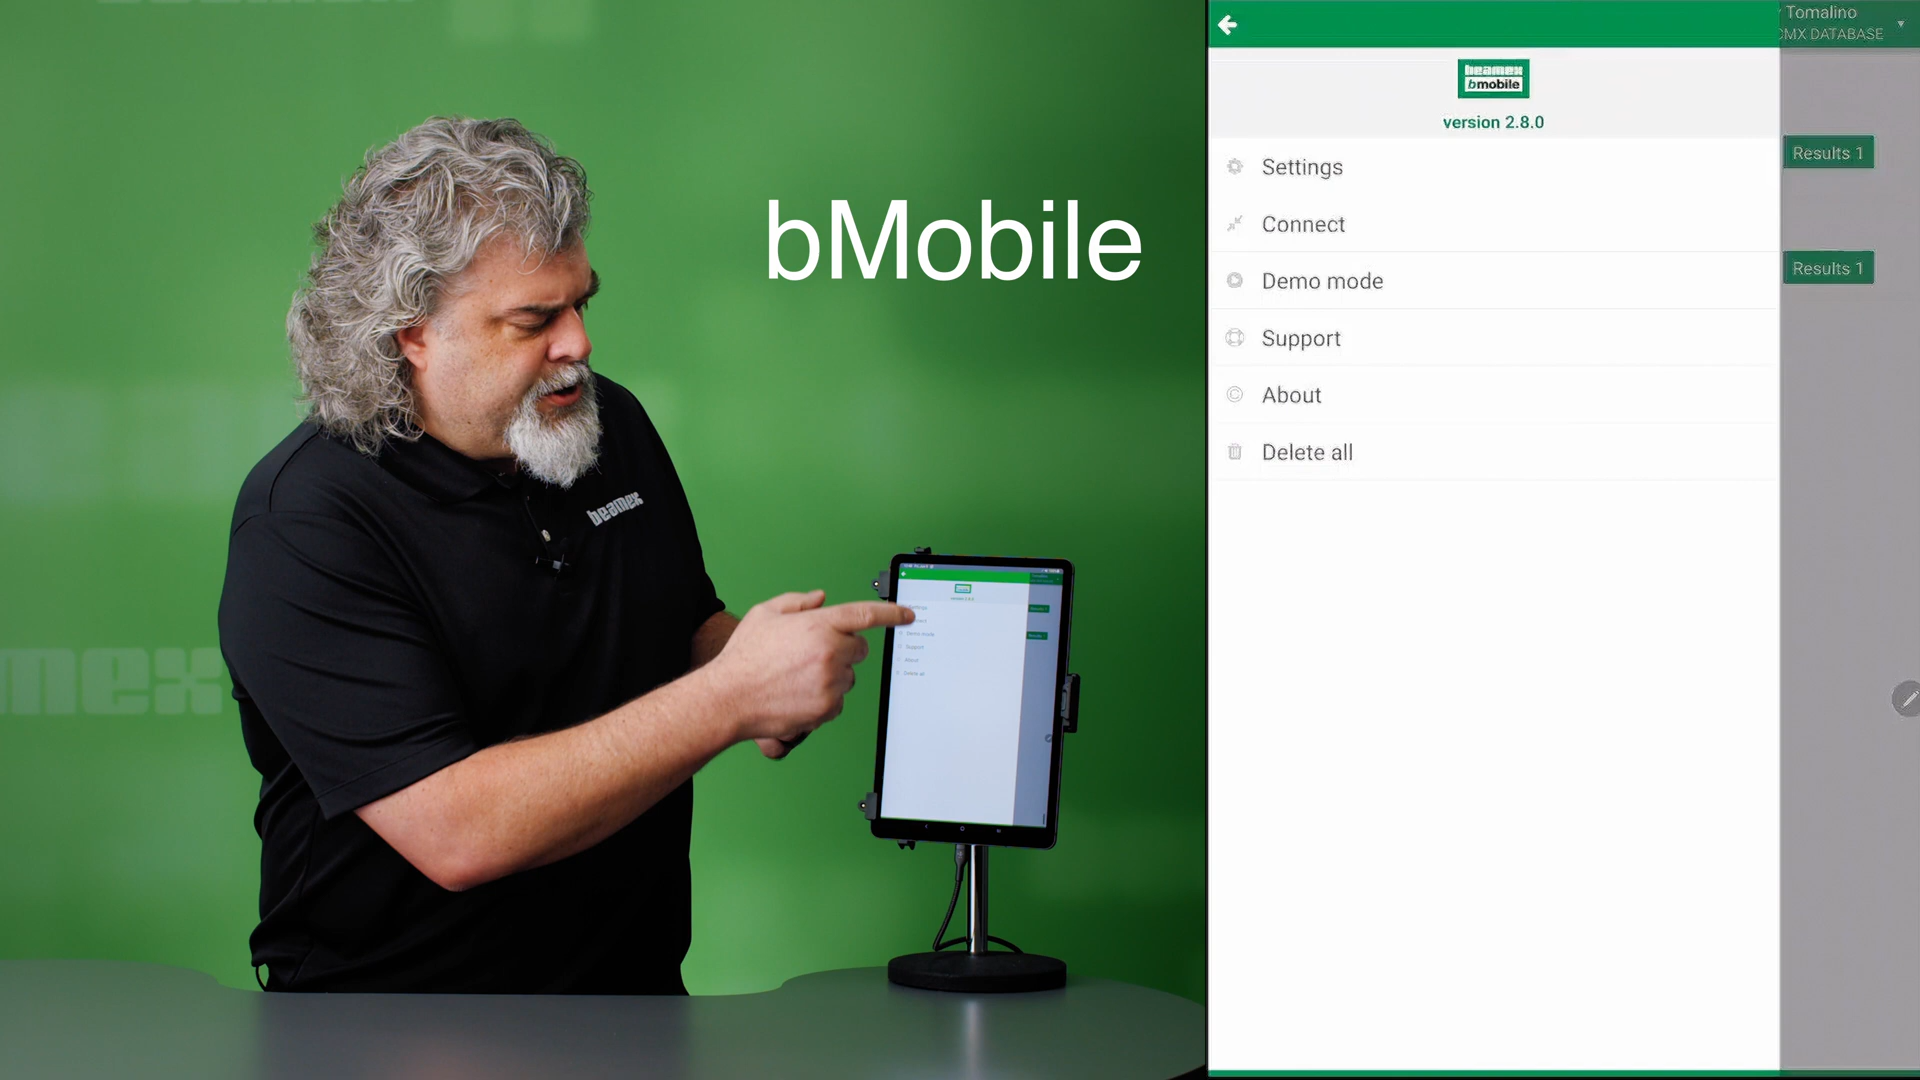 bMobile
beamex
mex
Tomalino
CMX DATABASE
beamex
bmobile
version 2.8.0
Settings
Connect
Demo mode
Support
About
Delete all
Results 1
Results 1